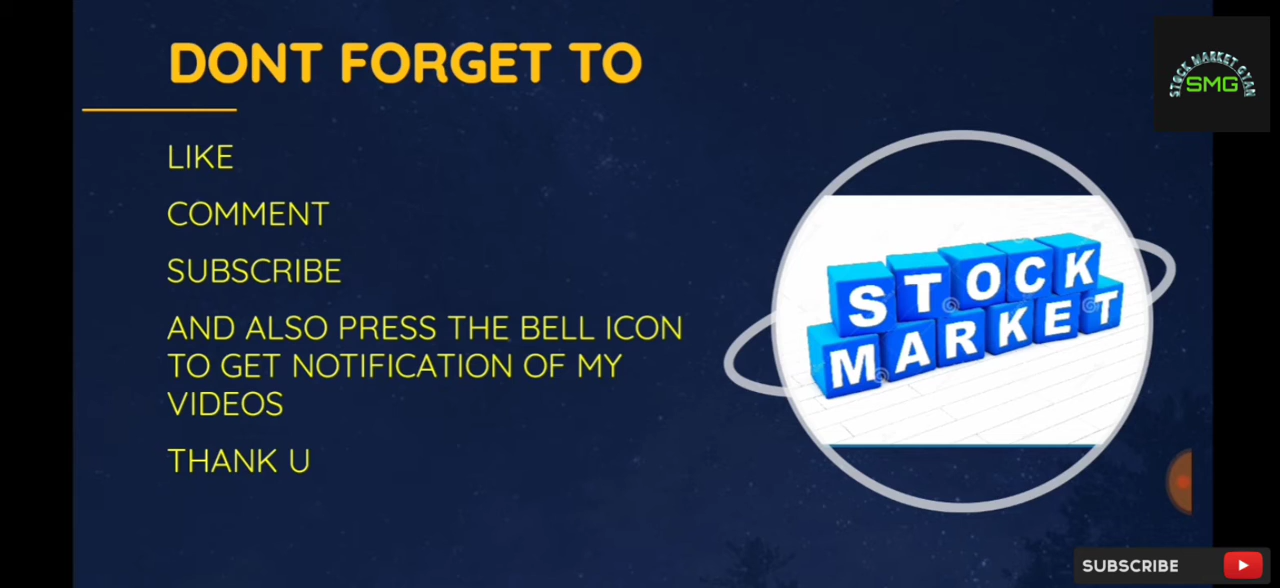 DONT FORGET TO
LIKE
COMMENT
SUBSCRIBE
AND ALSO PRESS THE BELL ICON
TO GET NOTIFICATION OF MY
VIDEOS
THANK U
STOCK MARKET GYAN
SMG
STOCK
MARKET
SUBSCRIBE